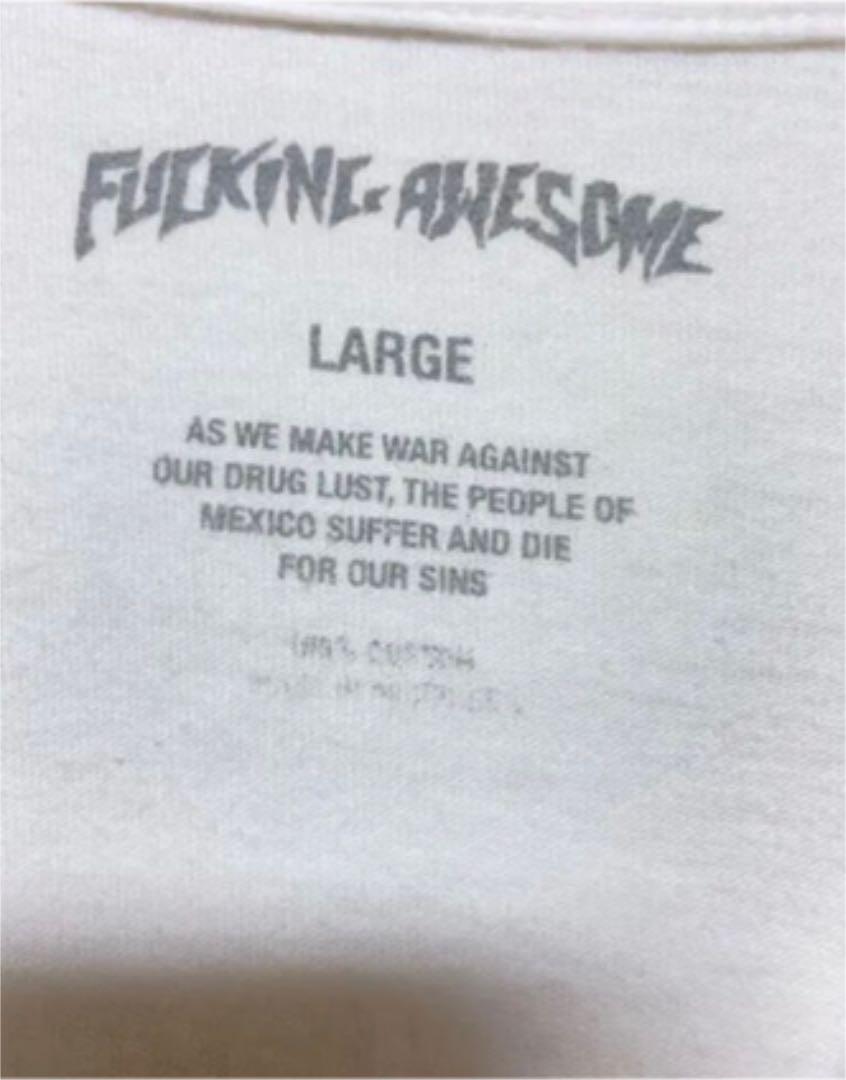 FUCKING AWESOME
LARGE
AS WE MAKE WAR AGAINST
OUR DRUG LUST, THE PEOPLE OF
MEXICO SUFFER AND DIE
FOR OUR SINS